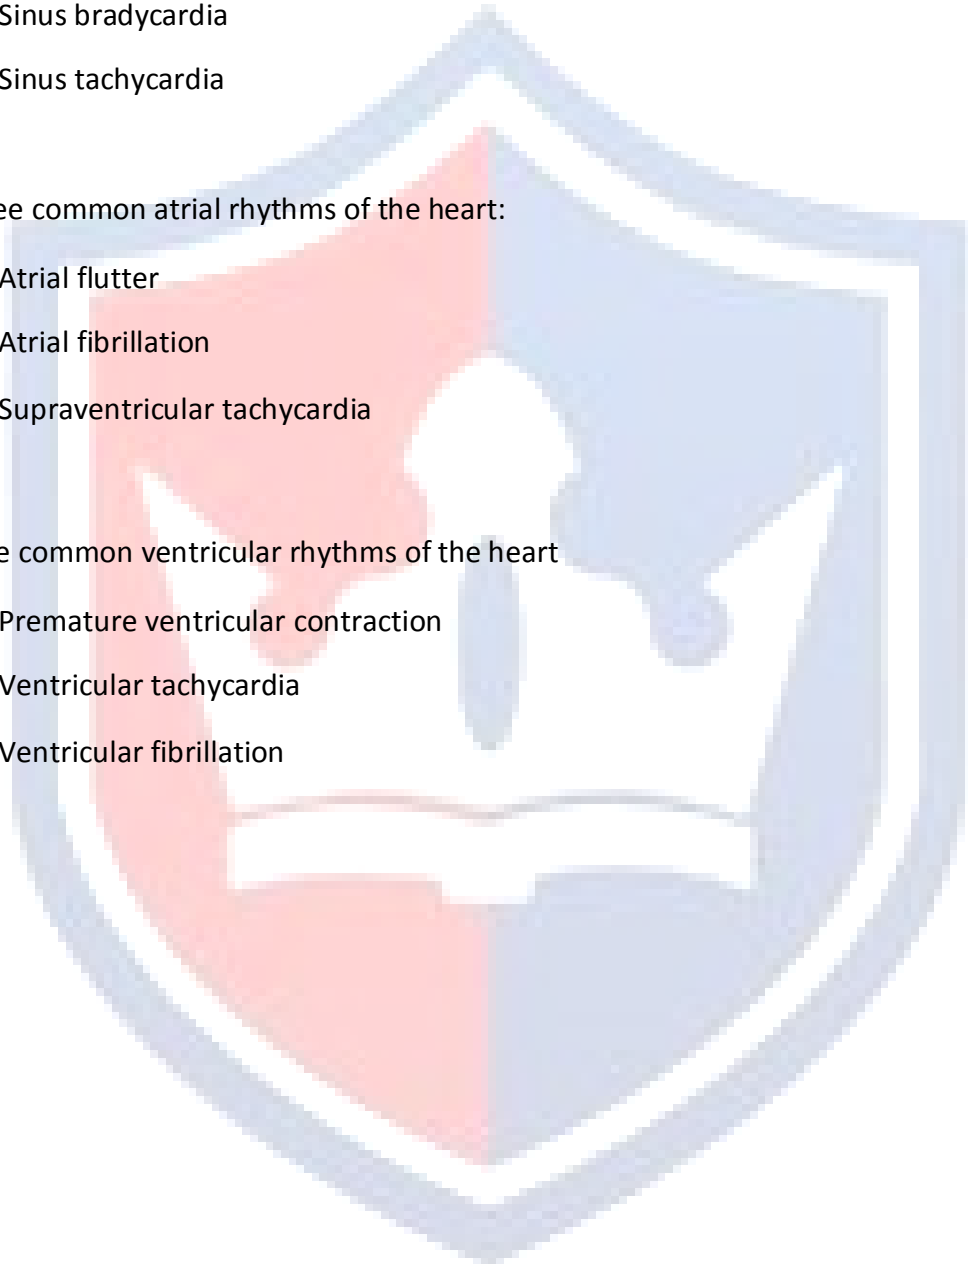 Sinus bradycardia
Sinus tachycardia
ee common atrial rhythms of the heart:
Atrial flutter
Atrial fibrillation
Supraventricular tachycardia
e common ventricular rhythms of the heart
Premature ventricular contraction
Ventricular tachycardia
Ventricular fibrillation